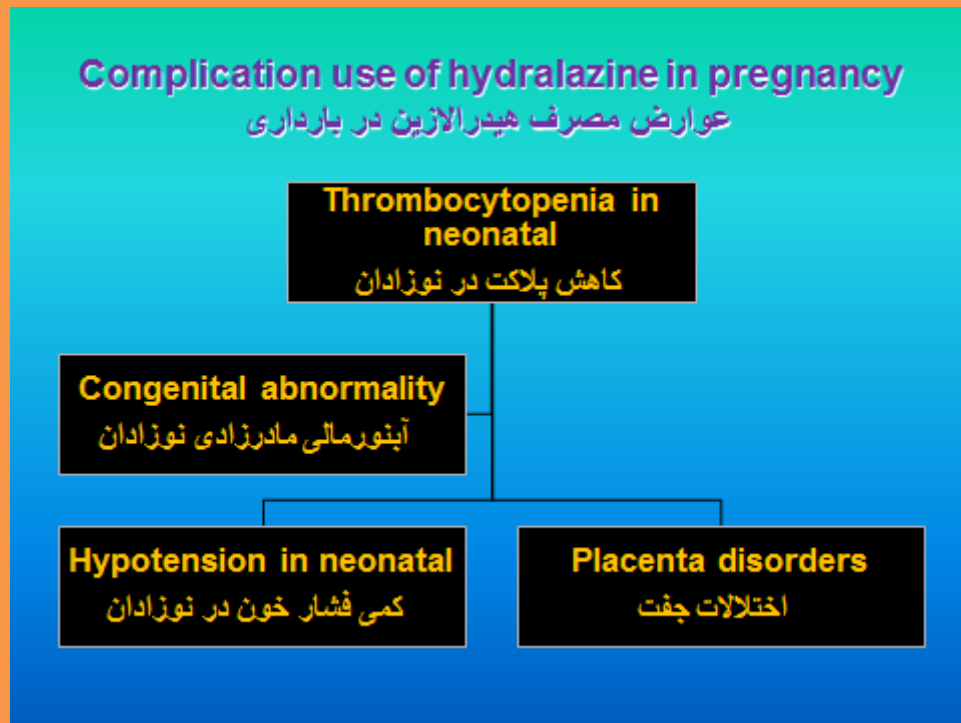 Complication use of hydralazine in pregnancy
عوارض مصرف هیدرالازین در بارداری
Thrombocytopenia in
neonatal
کاهش پلاکت در نوزادان
Congenital abnormality
آبنورمالی مادرزادی نوزادان
Hypotension in neonatal
کمی فشار خون در نوزادان
Placenta disorders
اختلالات جفت